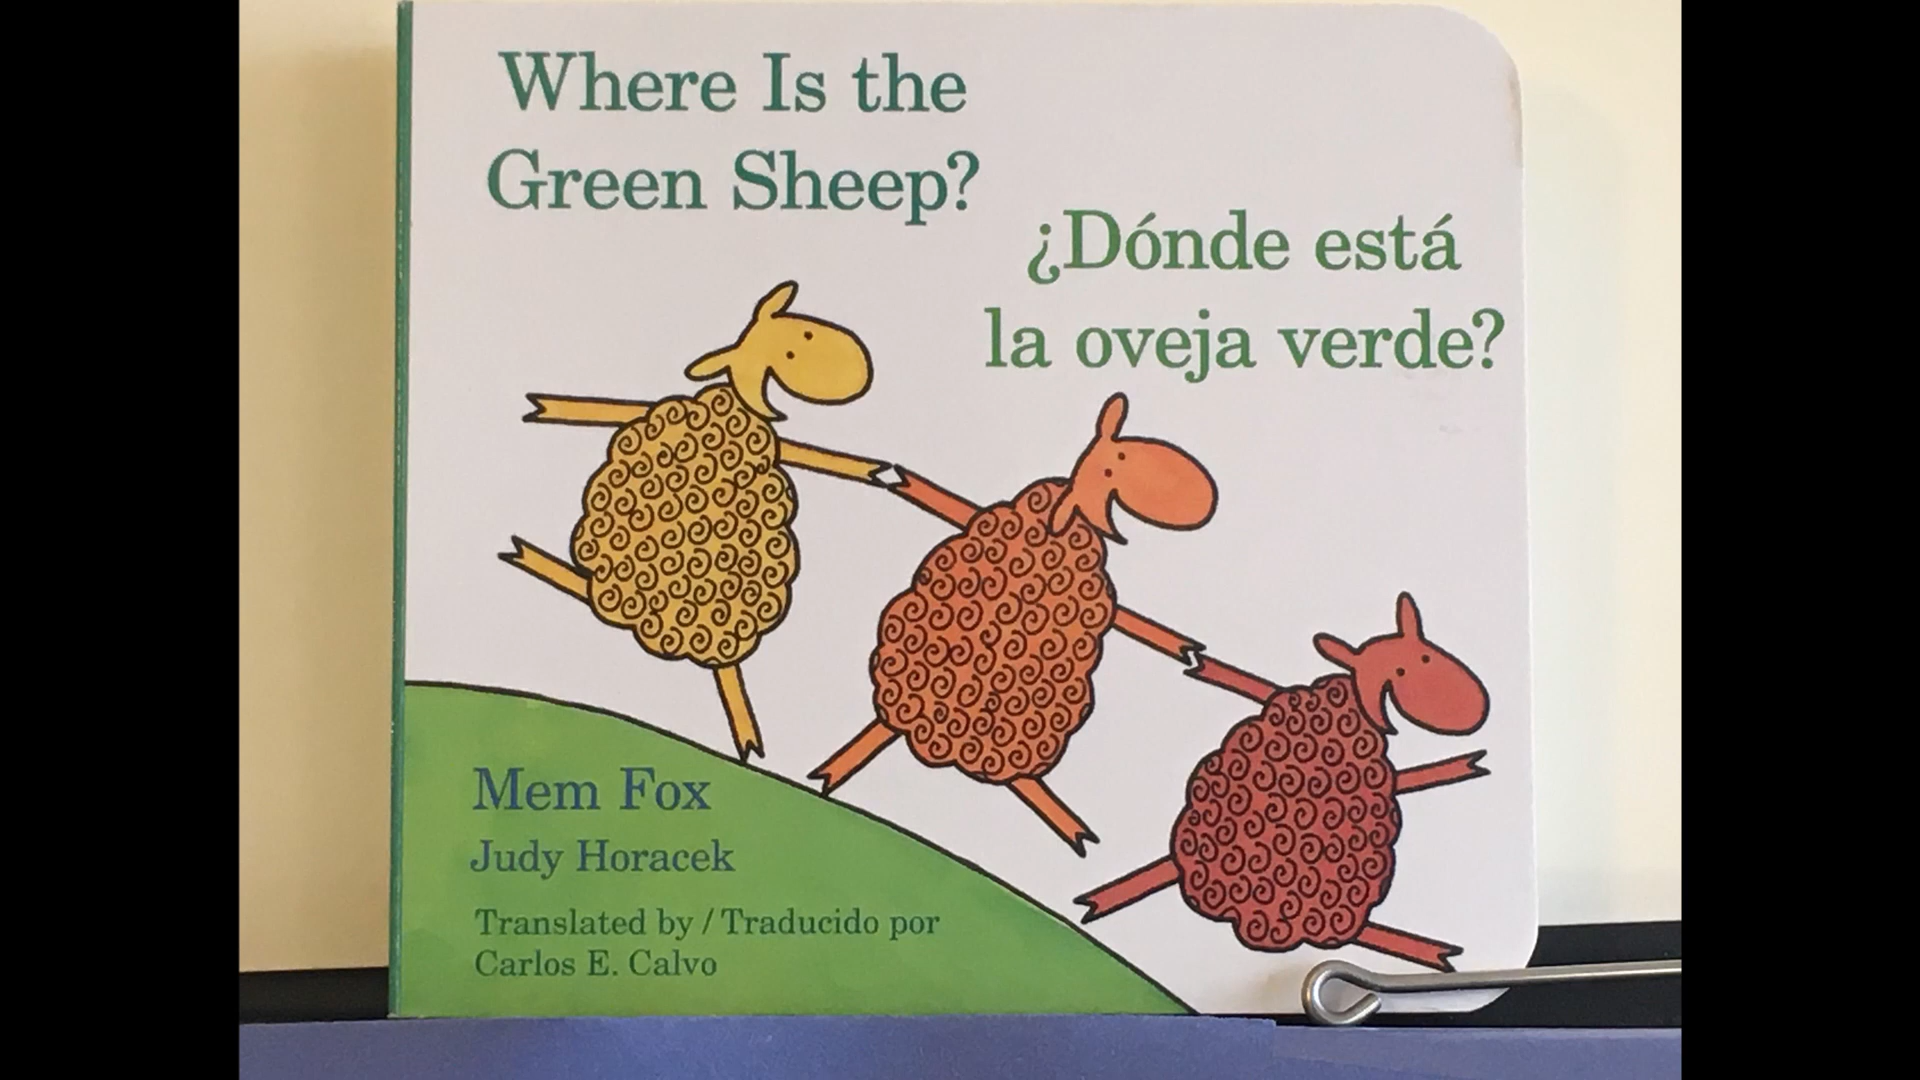 Where Is the
Green Sheep?
¿Dónde está
la oveja verde?
Mem Fox
Judy Horacek
Translated by / Traducido por
Carlos E. Calvo